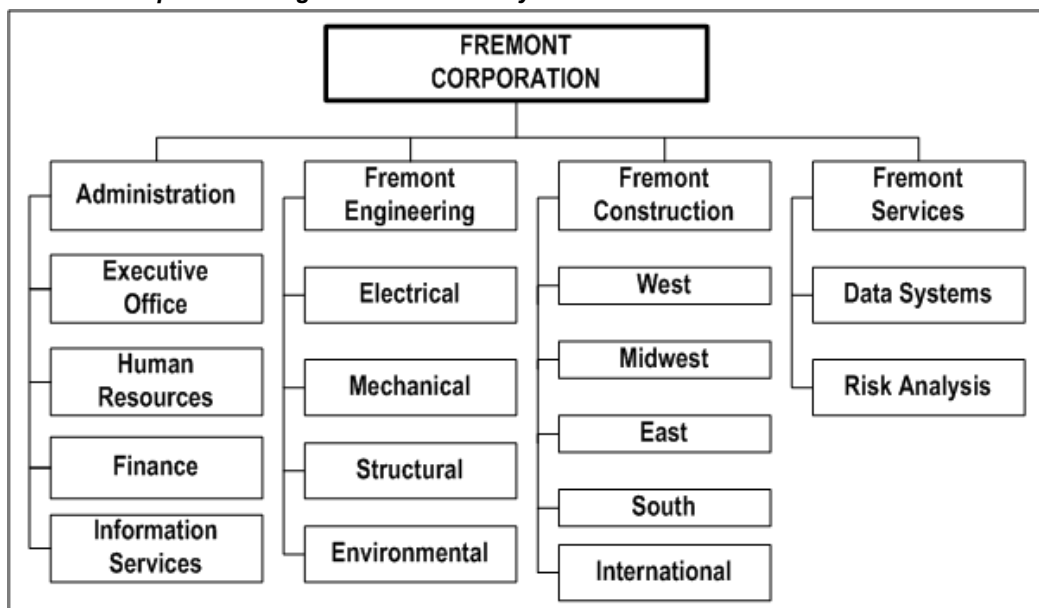 FREMONT
CORPORATION
Administration
Executive
Office
Human
Resources
Finance
Information
Services
Fremont
Engineering
Electrical
Mechanical
Structural
Environmental
Fremont
Construction
West
Midwest
East
South
International
Fremont
Services
Data Systems
Risk Analysis